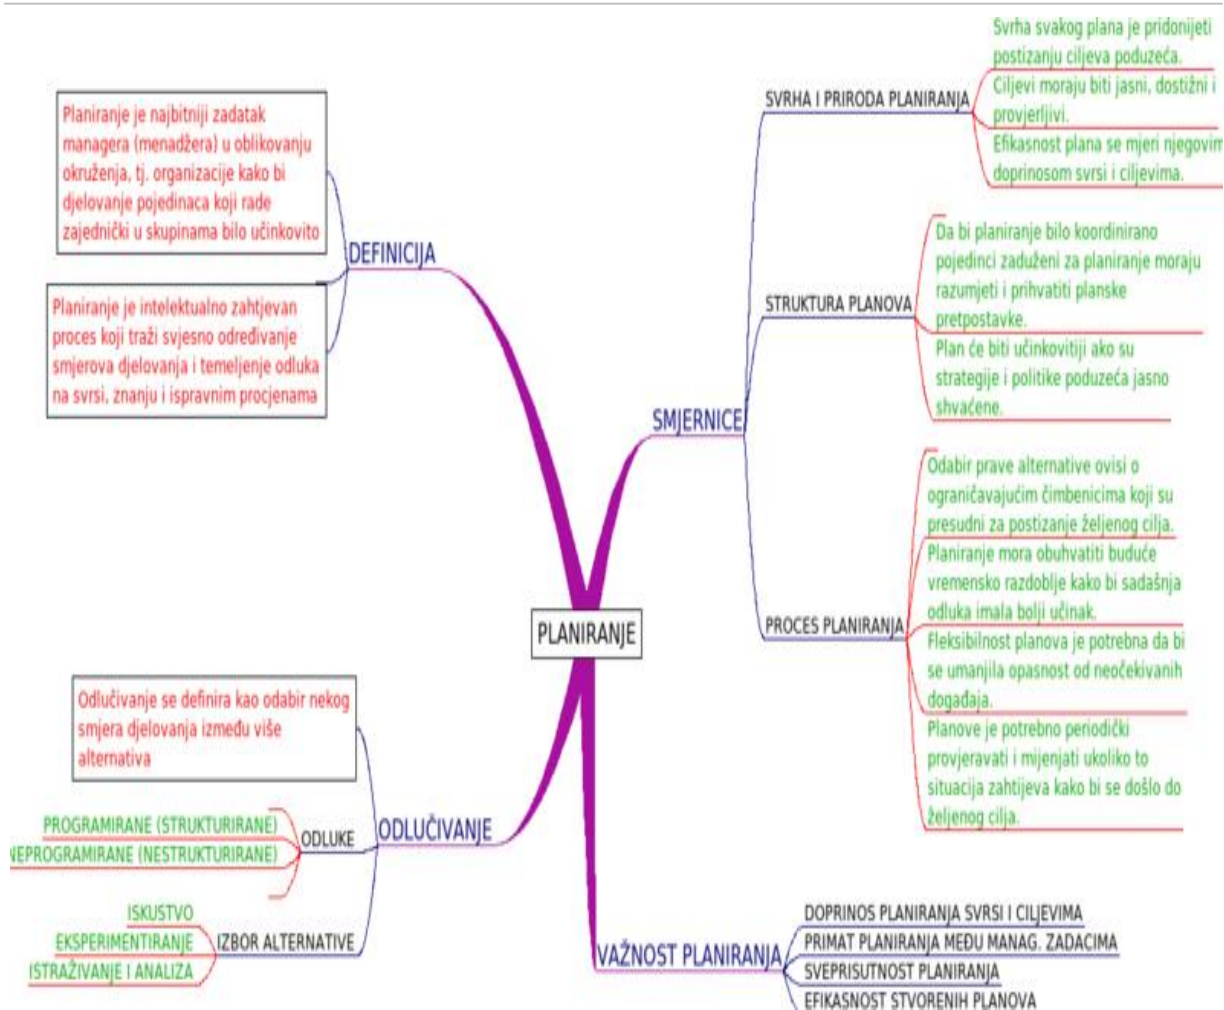 PLANIRANJE
DEFINICIJA
Planiranje je najbitniji zadatak
managera (menadžera) u oblikovanju
okruženja, tj. organizacije kako bi
djelovanje pojedinaca koji rade
zajednički u skupinama bilo učinkovito
Planiranje je intelektualno zahtjevan
proces koji traži svjesno određivanje
smjerova djelovanja i temeljenje odluka
na svrsi, znanju i ispravnim procjenama
SMJERNICE
SVRHA I PRIRODA PLANIRANJA
Svrha svakog plana je pridonijeti
postizanju ciljeva poduzeća.
Ciljevi moraju biti jasni, dostižni i
provjerljivi.
Efikasnost plana se mjeri njegovim
doprinosom svrsi i ciljevima.
STRUKTURA PLANOVA
Da bi planiranje bilo koordinirano
pojedinci zaduženi za planiranje moraju
razumjeti i prihvatiti planske
pretpostavke.
Plan će biti učinkovitiji ako su
strategije i politike poduzeća jasno
shvaćene.
PROCES PLANIRANJA
Odabir prave alternative ovisi o
ograničavajućim čimbenicima koji su
presudni za postizanje željenog cilja.
Planiranje mora obuhvatiti buduće
vremensko razdoblje kako bi sadašnja
odluka imala bolji učinak.
Fleksibilnost planova je potrebna da bi
se umanjila opasnost od neočekivanih
događaja.
Planove je potrebno periodički
provjeravati i mijenjati ukoliko to
situacija zahtijeva kako bi se došlo do
željenog cilja.
ODLUČIVANJE
Odlučivanje se definira kao odabir nekog
smjera djelovanja između više
alternativa
ODLUKE
PROGRAMIRANE (STRUKTURIRANE)
NEPROGRAMIRANE (NESTRUKTURIRANE)
IZBOR ALTERNATIVE
ISKUSTVO
EKSPERIMENTIRANJE
ISTRAŽIVANJE I ANALIZA
VAŽNOST PLANIRANJA
DOPRINOS PLANIRANJA SVRSI I CILJEVIMA
PRIMAT PLANIRANJA MEĐU MANAG. ZADACIMA
SVEPRISUTNOST PLANIRANJA
EFIKASNOST STVORENIH PLANOVA